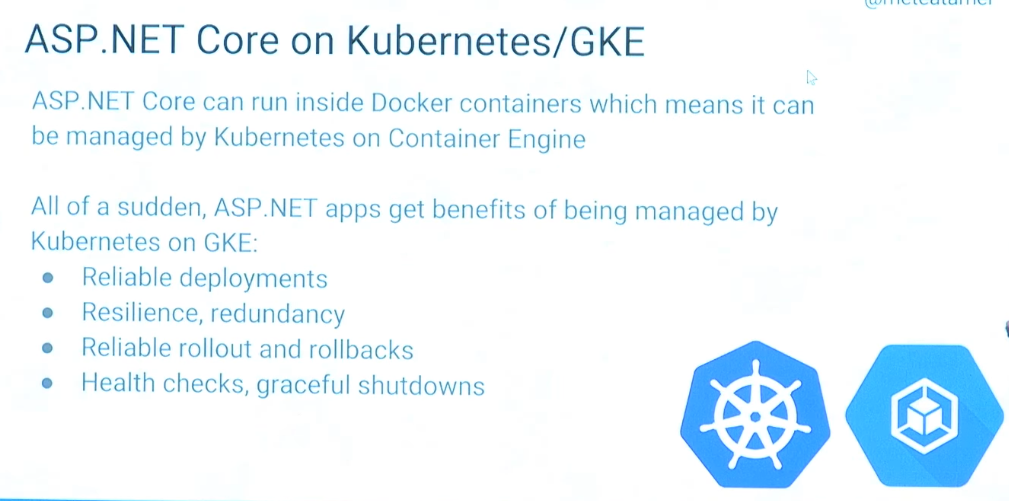 ASP.NET Core on Kubernetes/GKE
ASP.NET Core can run inside Docker containers which means it can
be managed by Kubernetes on Container Engine
All of a sudden, ASP.NET apps get benefits of being managed by
Kubernetes on GKE:
● Reliable deployments
● Resilience, redundancy
● Reliable rollout and rollbacks
● Health checks, graceful shutdowns